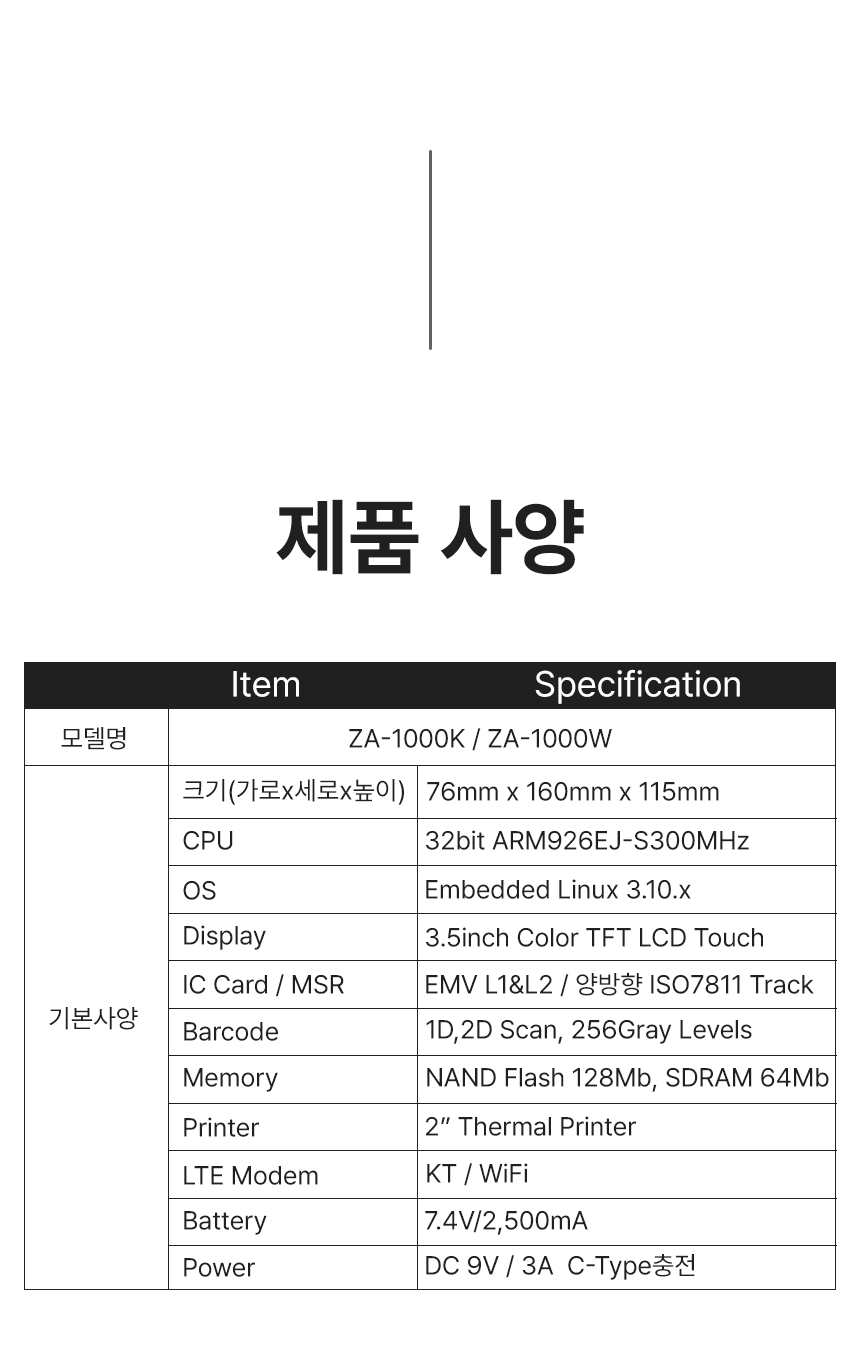 제품 사양
Item Specification
모델명 ZA-1000K / ZA-1000W
기본사양
크기(가로x세로x높이) 76mm x 160mm x 115mm
CPU 32bit ARM926EJ-S300MHz
OS Embedded Linux 3.10.x
Display 3.5inch Color TFT LCD Touch
IC Card / MSR EMV L1&L2 / 양방향 ISO7811 Track
Barcode 1D,2D Scan, 256Gray Levels
Memory NAND Flash 128Mb, SDRAM 64Mb
Printer 2” Thermal Printer
LTE Modem KT / WiFi
Battery 7.4V/2,500mA
Power DC 9V / 3A  C-Type충전